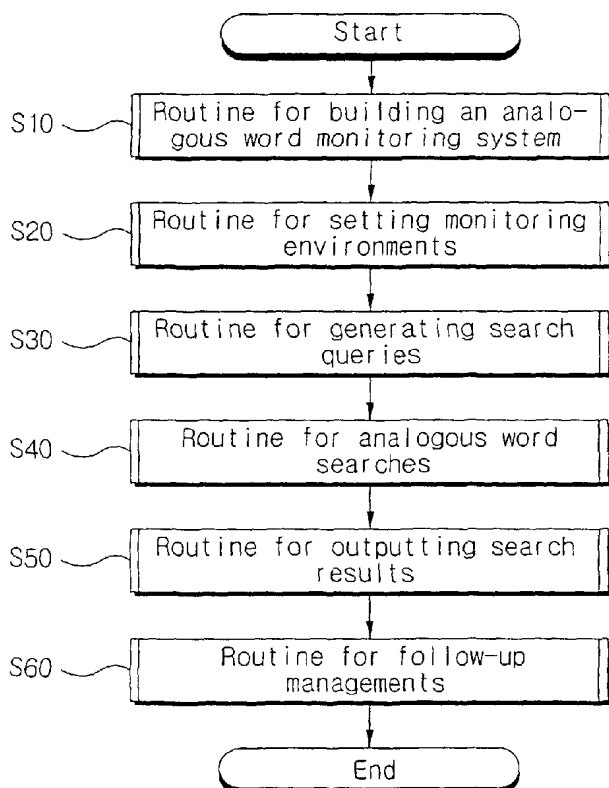 Start
S10
Routine for building an analo-
gous word monitoring system
S20
Routine for setting monitoring
environments
S30
Routine for generating search
queries
S40
Routine for analogous word
searches
S50
Routine for outputting search
results
S60
Routine for follow-up
managements
End